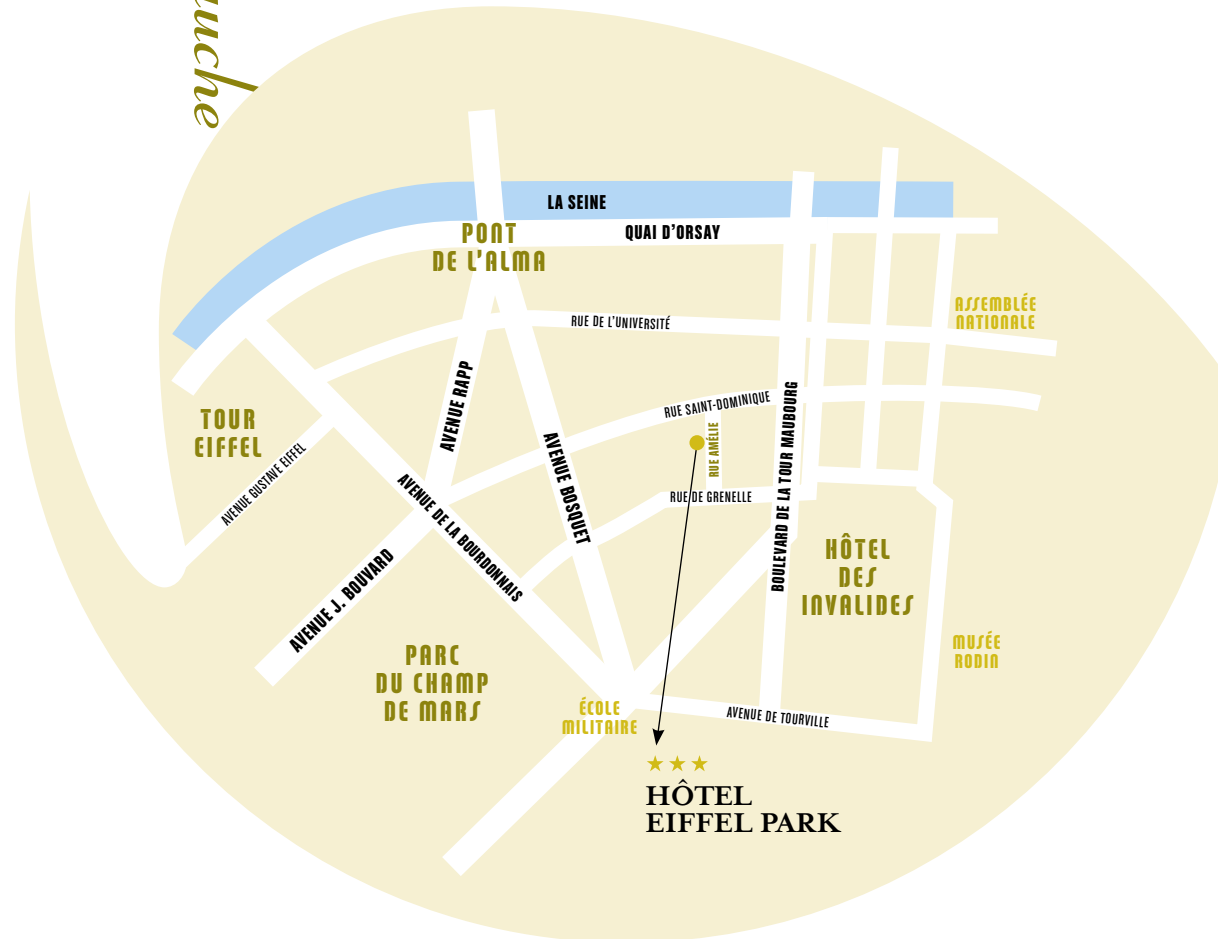 uche
LA SEINE
QUAI D'ORSAY
PONT
DE L'ALMA
ASSEMBLÉE
NATIONALE
RUE DE L'UNIVERSITÉ
AVENUE RAPP
RUE SAINT-DOMINIQUE
TOUR
EIFFEL
AVENUE GUSTAVE EIFFEL
RUE AMÉLIE
BOULEVARD DE LA TOUR MAUBOURG
AVENUE BOSQUET
RUE DE GRENELLE
AVENUE DE LA BOURDONNAIS
AVENUE J. BOUVARD
HÔTEL
DES
INVALIDES
MUSÉE
RODIN
PARC
DU CHAMP
DE MARS
ÉCOLE
MILITAIRE
AVENUE DE TOURVILLE
HÔTEL
EIFFEL PARK